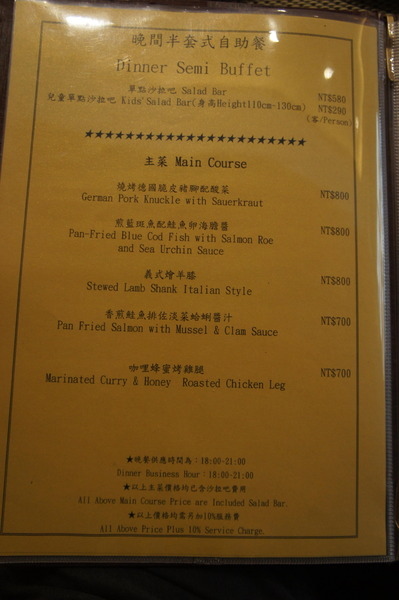 晚間半套式自助餐
Dinner Semi Buffet
單點沙拉吧 Salad Bar NT$580
兒童單點沙拉吧 Kids'Salad Bar(身高Height110cm-130cm) NT$290
(客/Person)
★★★★★★★★★★★★★★★★★★★★★★
主菜 Main Course
燒烤德國脆皮豬腳配酸菜
German Pork Knuckle with Sauerkraut NT$800
煎藍斑魚配鮭魚卵海膽醬
Pan-Fried Blue Cod Fish with Salmon Roe NT$800
and Sea Urchin Sauce
義式燴羊膝
Stewed Lamb Shank Italian Style NT$800
香煎鮭魚排佐淡菜蛤蜊醬汁
Pan Fried Salmon with Mussel & Clam Sauce NT$700
咖哩蜂蜜烤雞腿
Marinated Curry & Honey Roasted Chicken Leg NT$700
★晚餐供應時間為：18:00-21:00
Dinner Business Hour：18:00-21:00
★以上主菜價格均已含沙拉吧費用
All Above Main Course Price are Included Salad Bar.
★以上價格均需另加10%服務費
All Above Price Plus 10% Service Charge.